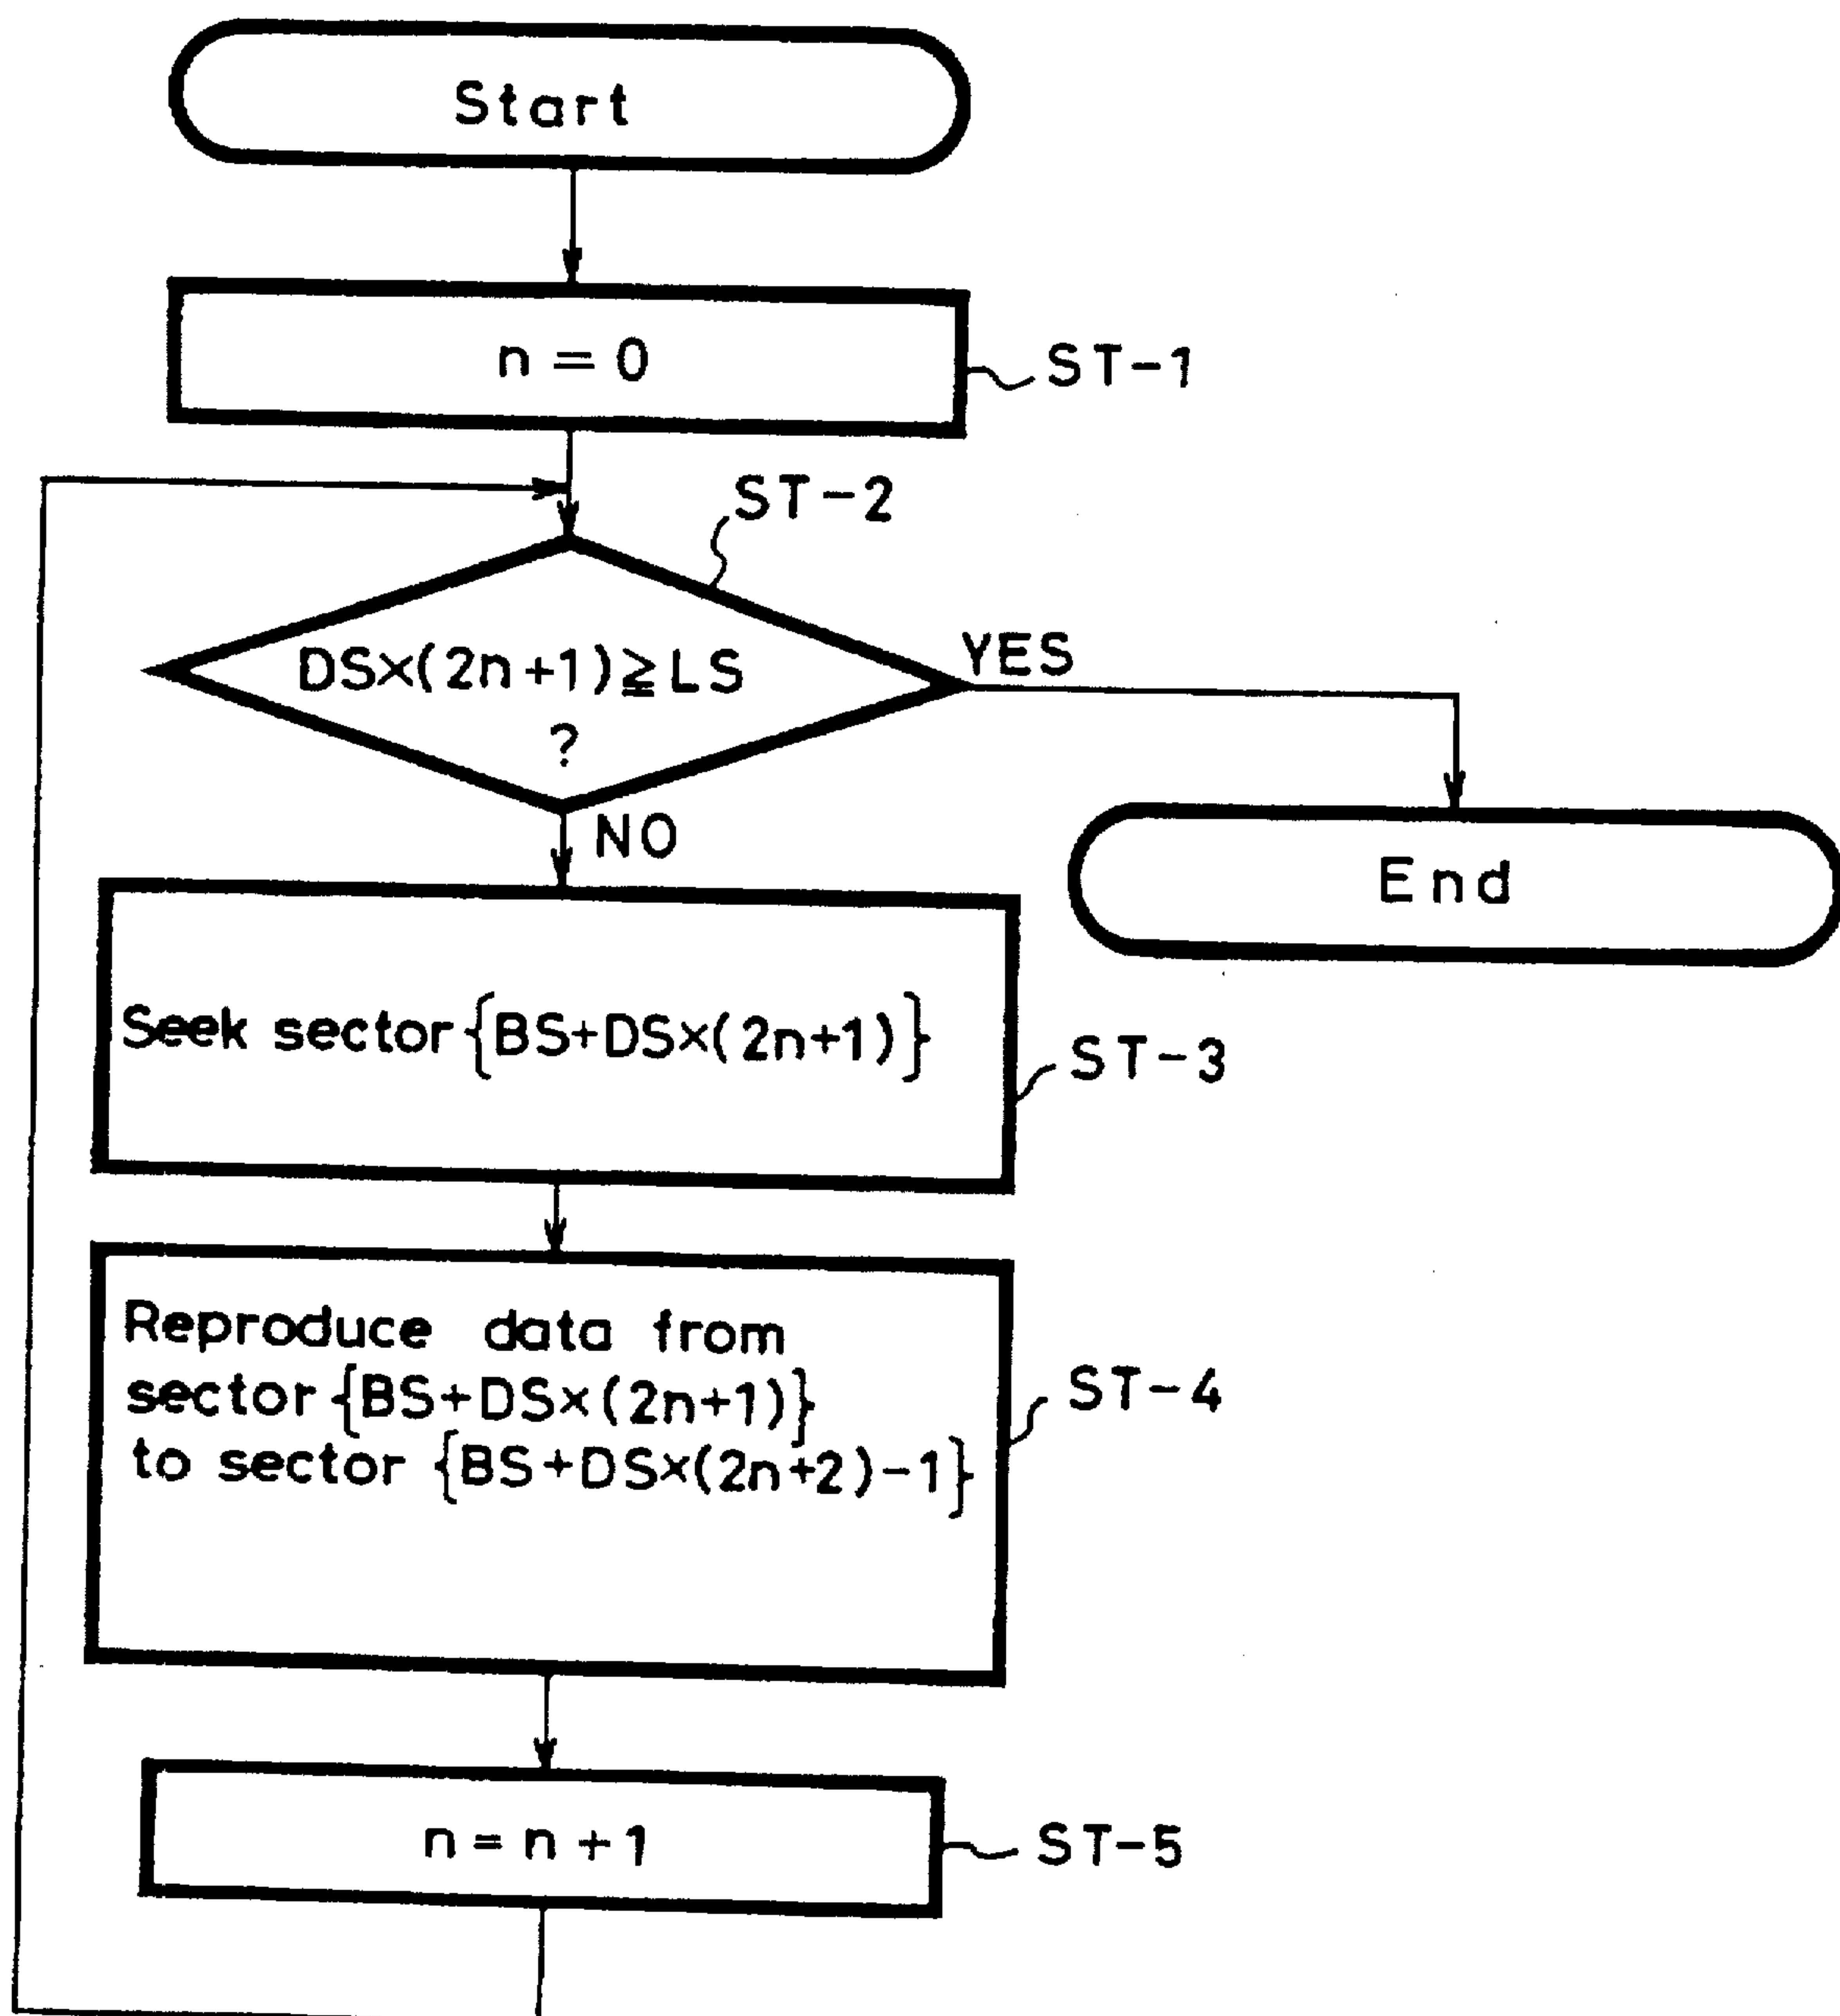 Start
n = 0
ST-1
ST-2
DS×(2n+1)≧LS
?
YES
NO
End
Seek sector{BS+DS×(2n+1)}
ST-3
Reproduce data from
sector{BS+DS×(2n+1)}
to sector {BS+DS×(2n+2)-1}
ST-4
n=n+1
ST-5